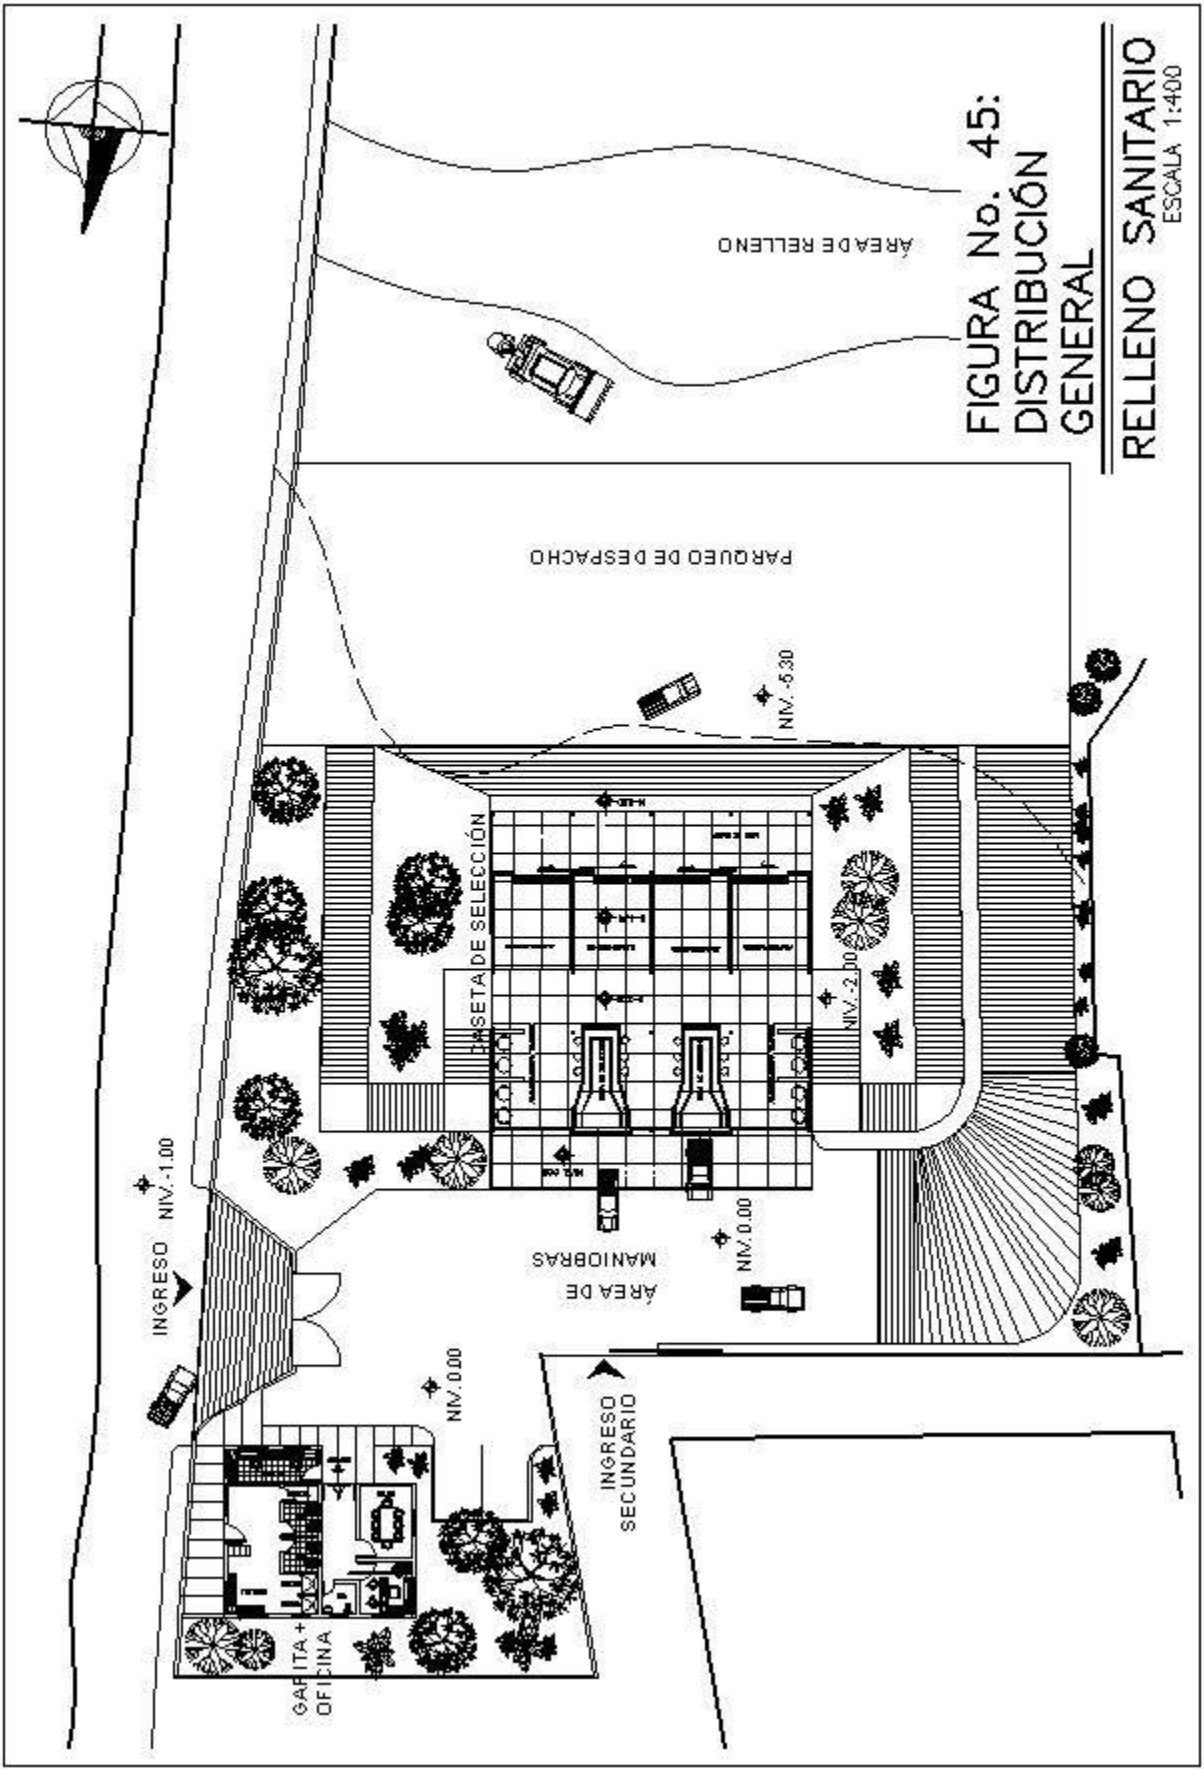 INGRESO
NIV. -1.00
GARITA +
OFICINA
NIV. 0.00
INGRESO
SECUNDARIO
ÁREA DE
MANIOBRAS
NIV. 0.00
CASETA DE SELECCIÓN
NIV. -2.00
NIV. -5.30
PARQUEO DE DESPACHO
ÁREA DE RELLENO
FIGURA No. 45:
DISTRIBUCIÓN
GENERAL
RELLENO SANITARIO
ESCALA 1:400